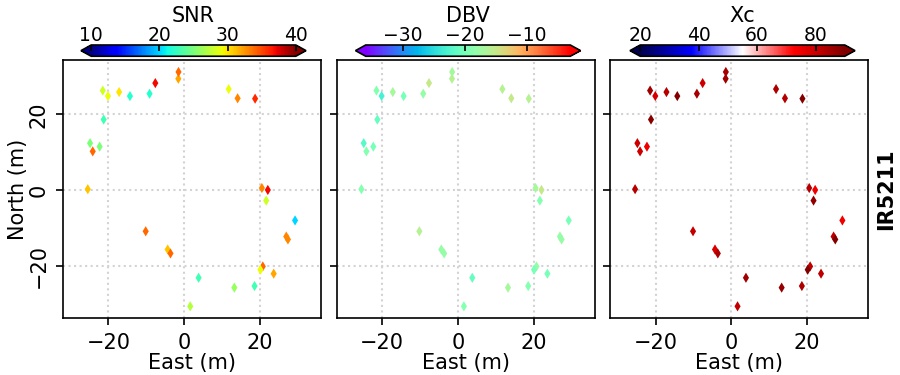 SNR DBV Xc
10 20 30 40 −30 −20 −10 20 40 60 80
North (m)
20
0
−20
IR5211
−20 0 20 −20 0 20 −20 0 20
East (m) East (m) East (m)